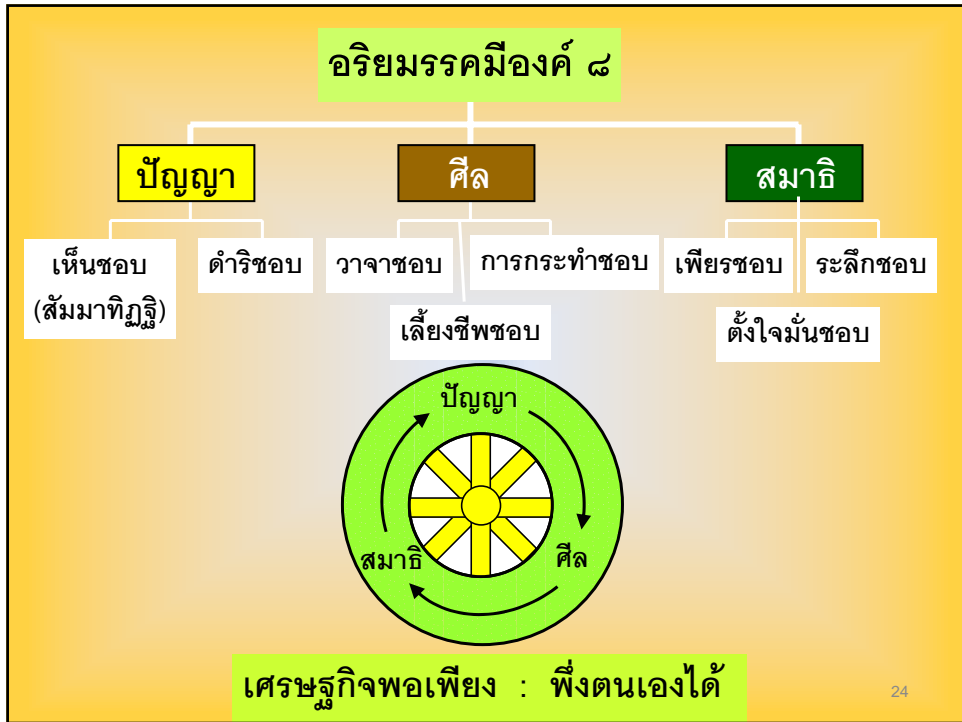 อริยมรรคมีองค์ ๘
ปัญญา
ศีล
สมาธิ
เห็นชอบ
(สัมมาทิฏฐิ)
ดำริชอบ
วาจาชอบ
การกระทำชอบ
เลี้ยงชีพชอบ
เพียรชอบ
ระลึกชอบ
ตั้งใจมั่นชอบ
ปัญญา
สมาธิ
ศีล
เศรษฐกิจพอเพียง : พึ่งตนเองได้
24